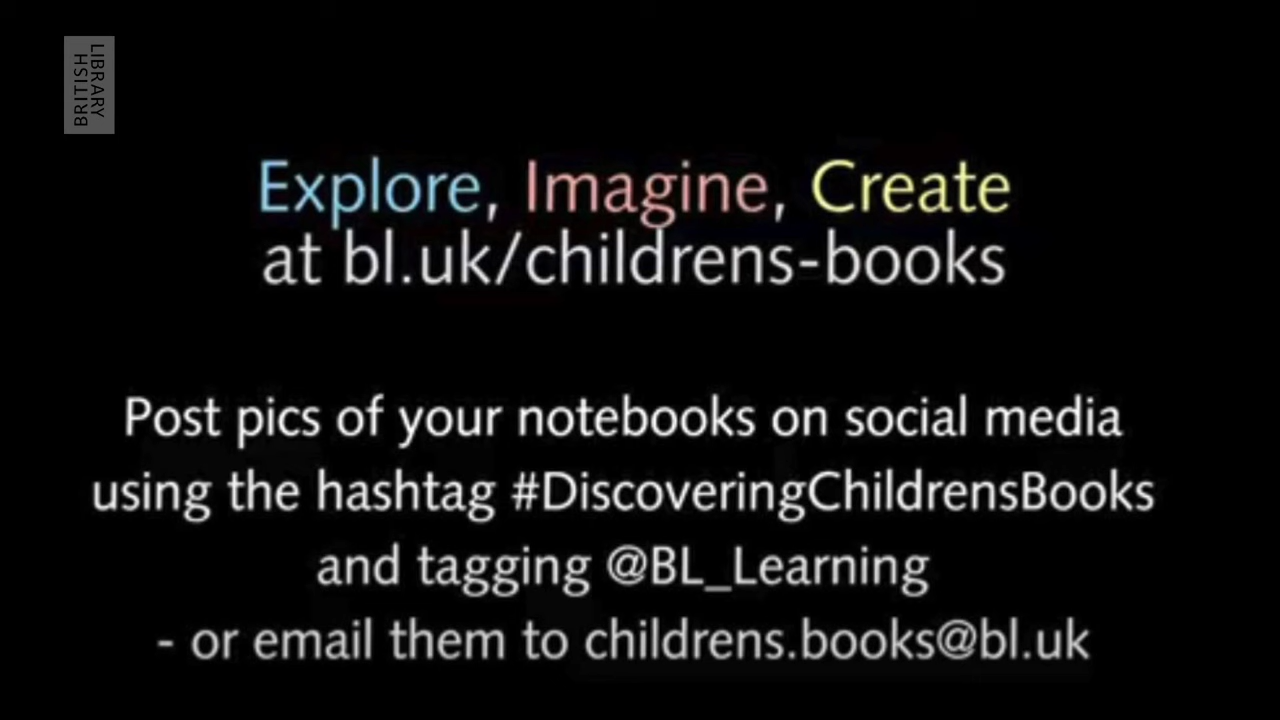 BRITISH
LIBRARY
Explore, Imagine, Create
at bl.uk/childrens-books
Post pics of your notebooks on social media
using the hashtag #DiscoveringChildrensBooks
and tagging @BL_Learning
- or email them to childrens.books@bl.uk